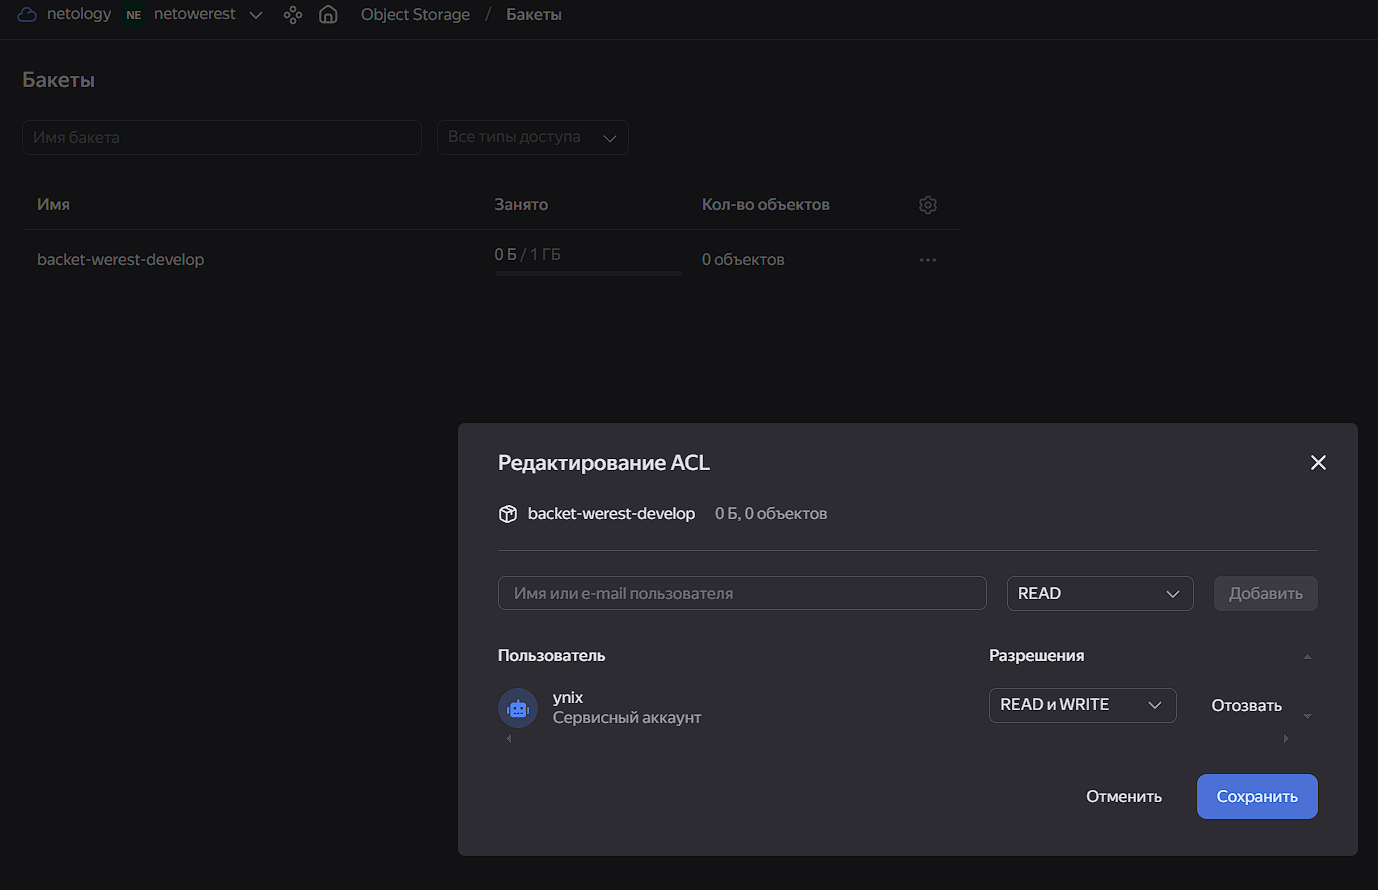 netology NE netowerest Object Storage / Бакеты
Бакеты
Имя бакета Все типы доступа
Имя Занято Кол-во объектов
backet-werest-develop 0 Б / 1 ГБ 0 объектов
Редактирование ACL
backet-werest-develop 0 Б, 0 объектов
Имя или e-mail пользователя READ Добавить
Пользователь Разрешения
ynix
Сервисный аккаунт
READ и WRITE Отозвать
Отменить Сохранить